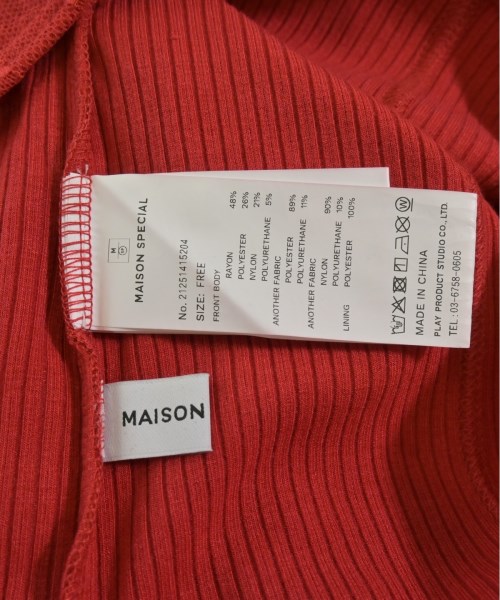 MAISON SPECIAL
No. 21251415204
SIZE: FREE
FRONT BODY
RAYON 48%
POLYESTER 26%
NYLON 21%
POLYURETHANE 5%
ANOTHER FABRIC
POLYESTER 89%
POLYURETHANE 11%
ANOTHER FABRIC
NYLON 90%
POLYURETHANE 10%
LINING POLYESTER 100%
MADE IN CHINA
PLAY PRODUCT STUDIO CO., LTD.
TEL : 03-6758-0605
MAISON